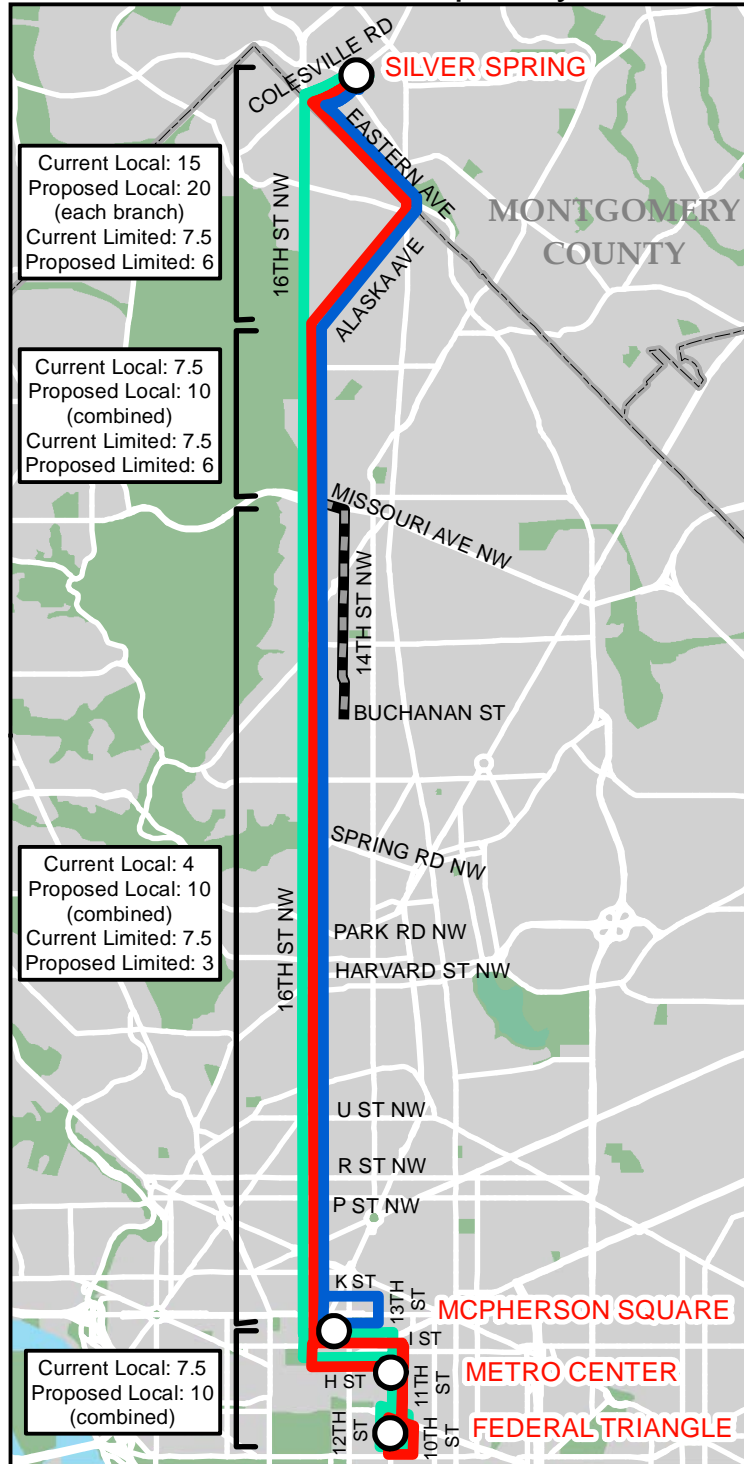 SILVER SPRING
COLESVILLE RD
EASTERN AVE
Current Local: 15
Proposed Local: 20
(each branch)
Current Limited: 7.5
Proposed Limited: 6
16TH ST NW
MONTGOMERY
COUNTY
ALASKA AVE
Current Local: 7.5
Proposed Local: 10
(combined)
Current Limited: 7.5
Proposed Limited: 6
MISSOURI AVE NW
14TH ST NW
BUCHANAN ST
SPRING RD NW
Current Local: 4
Proposed Local: 10
(combined)
Current Limited: 7.5
Proposed Limited: 3
16TH ST NW
PARK RD NW
HARVARD ST NW
U ST NW
R ST NW
P ST NW
K ST
13TH
ST
MCPHERSON SQUARE
I ST
METRO CENTER
H ST
11TH
ST
Current Local: 7.5
Proposed Local: 10
(combined)
12TH
ST
10TH
ST
FEDERAL TRIANGLE